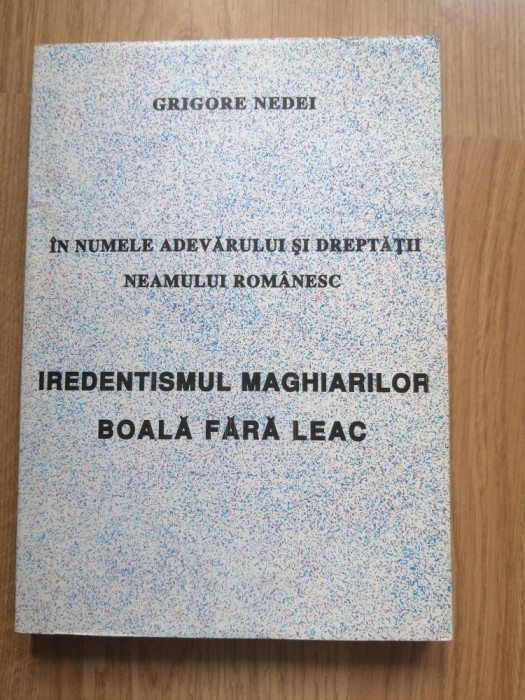 GRIGORE NEDEI
ÎN NUMELE ADEVĂRULUI ŞI DREPTĂŢII
NEAMULUI ROMÂNESC
IREDENTISMUL MAGHIARILOR
BOALĂ FĂRĂ LEAC